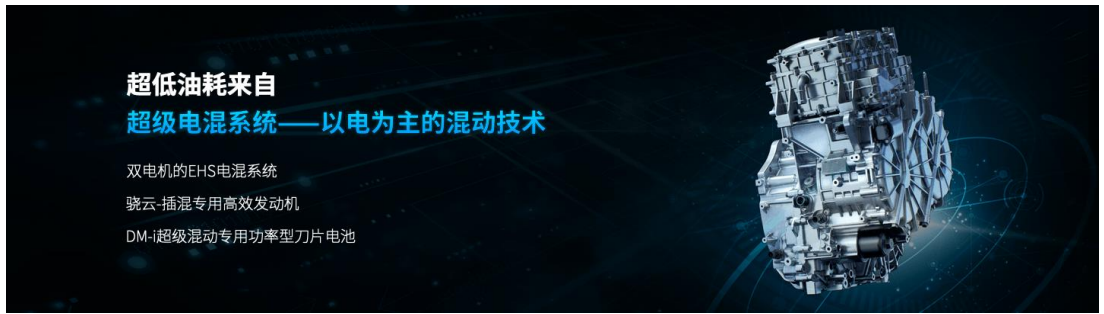 超低油耗来自
超级电混系统——以电为主的混动技术
双电机的EHS电混系统
骁云-插混专用高效发动机
DM-i超级混动专用功率型刀片电池